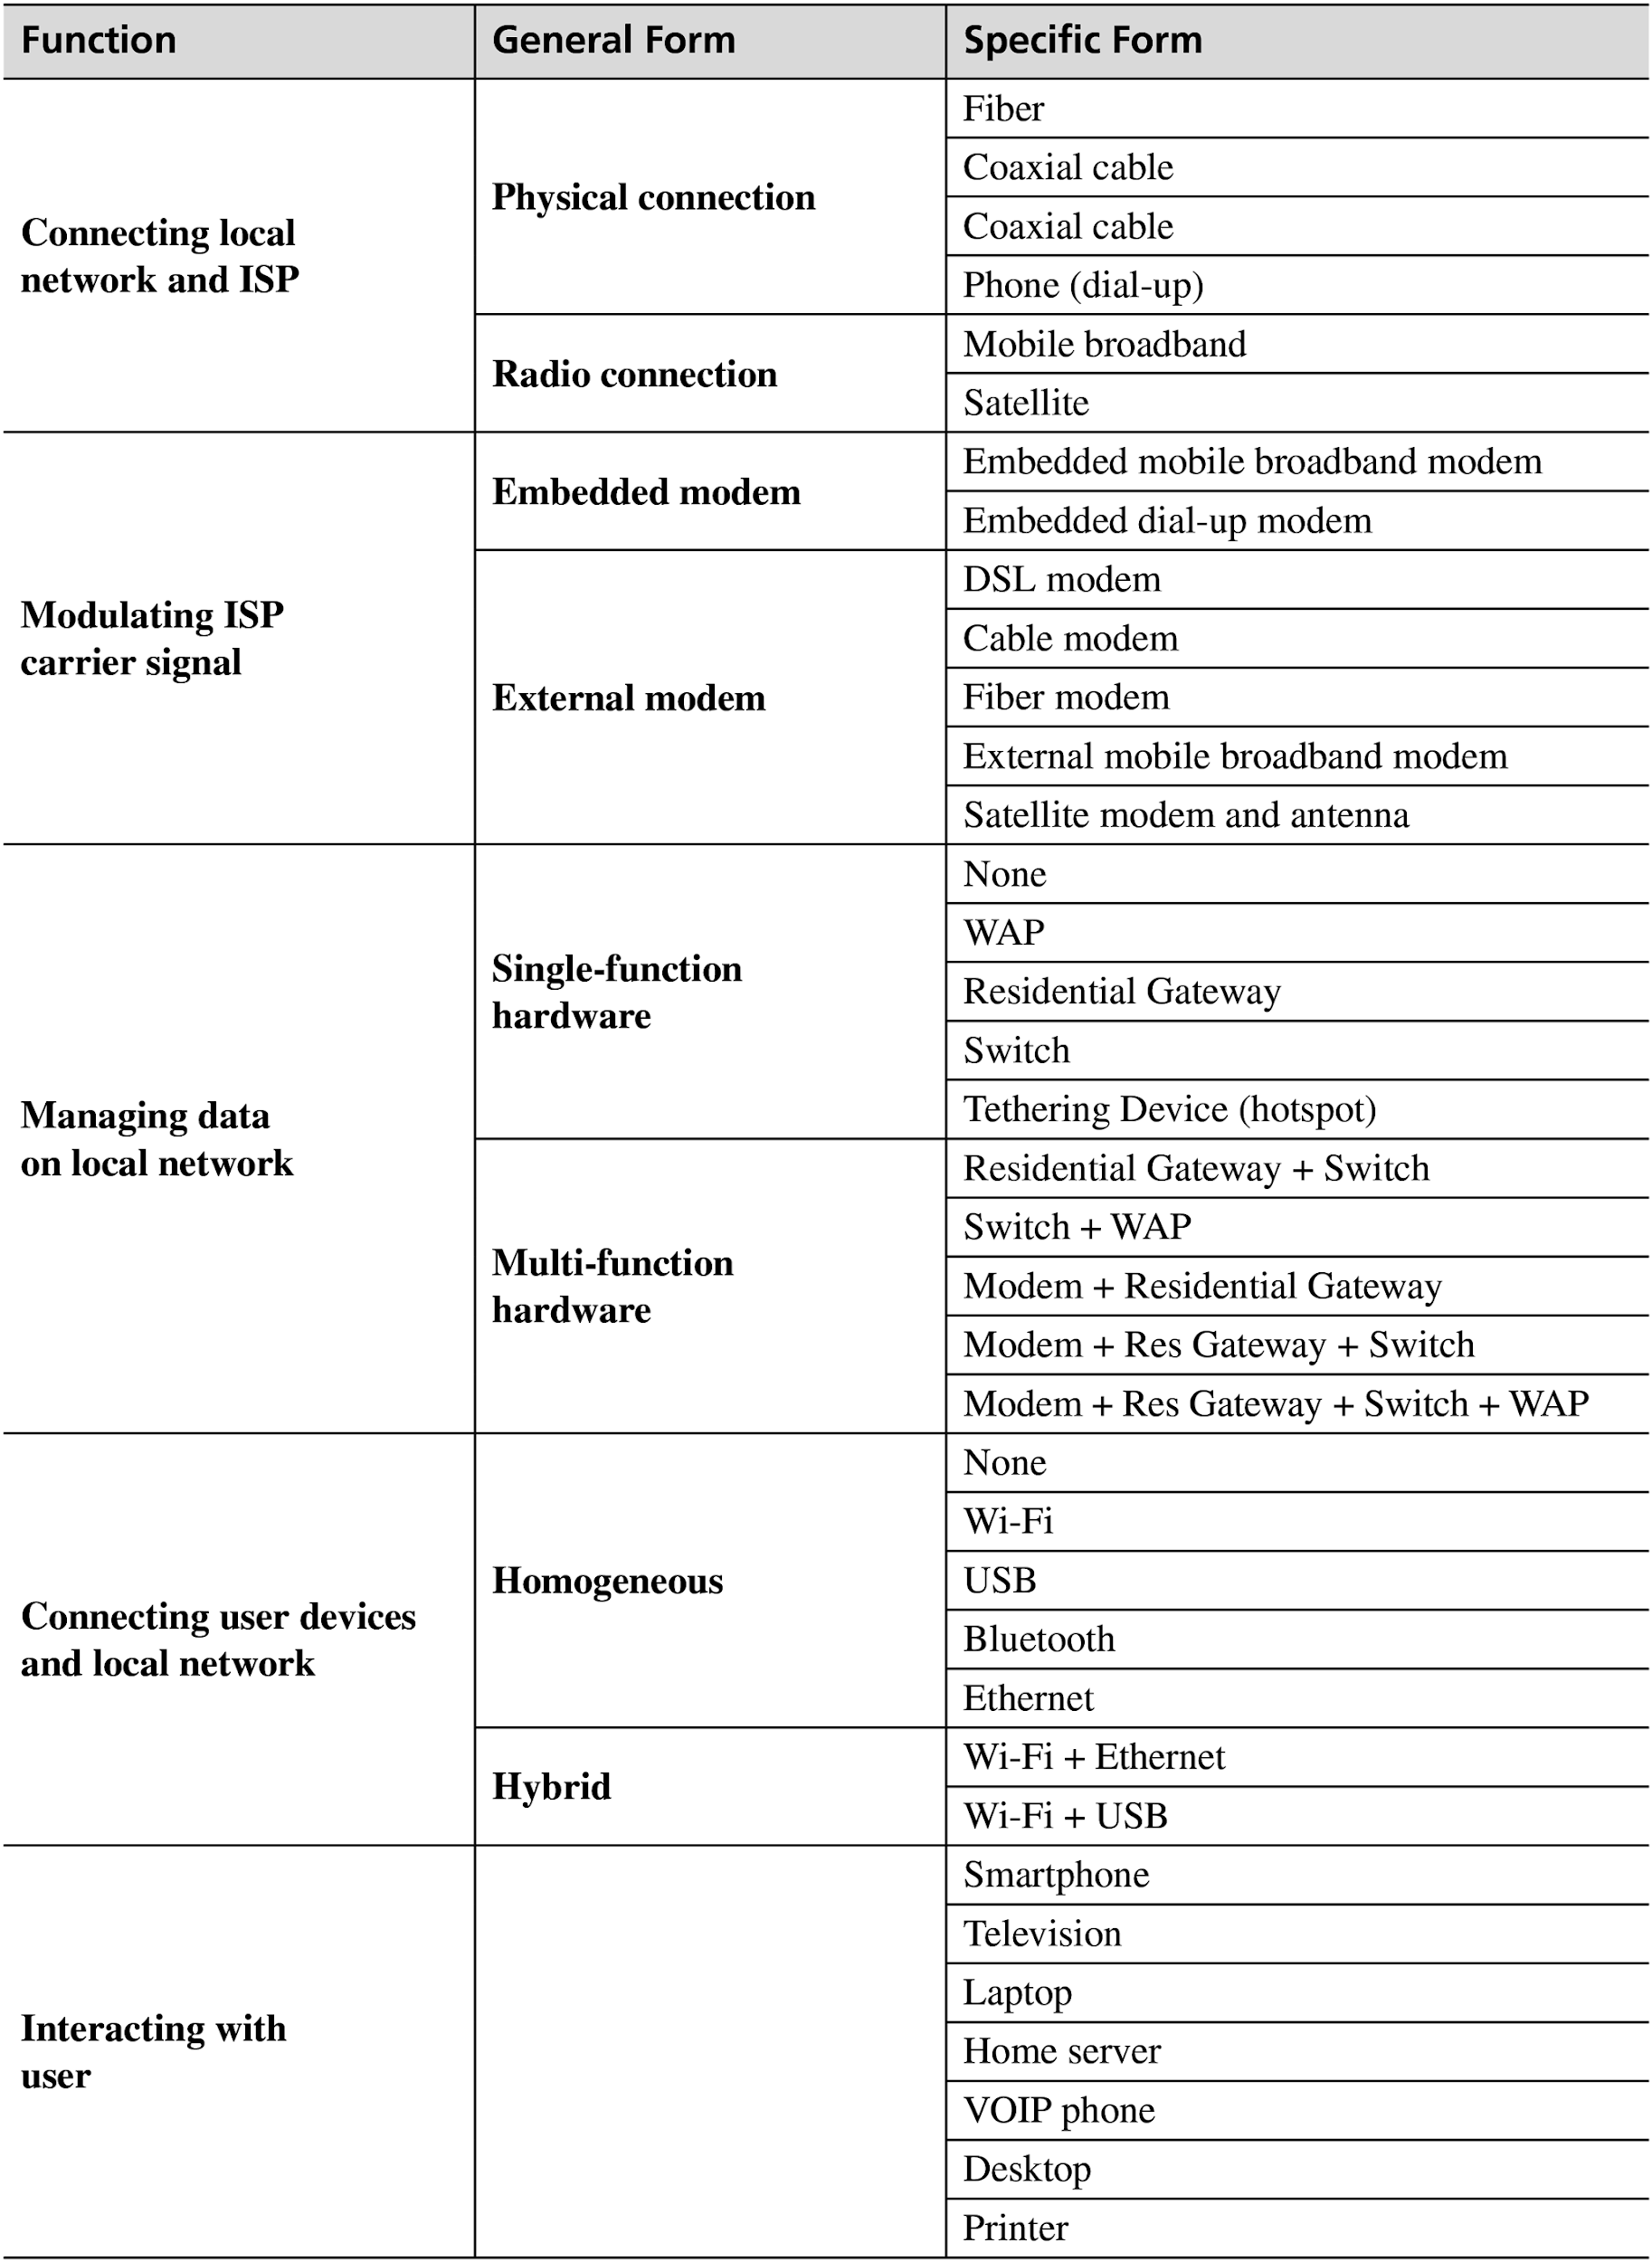 Function General Form Specific Form
Connecting local
network and ISP
Physical connection
Fiber
Coaxial cable
Coaxial cable
Phone (dial-up)
Radio connection
Mobile broadband
Satellite
Modulating ISP
carrier signal
Embedded modem
Embedded mobile broadband modem
Embedded dial-up modem
External modem
DSL modem
Cable modem
Fiber modem
External mobile broadband modem
Satellite modem and antenna
Managing data
on local network
Single-function
hardware
None
WAP
Residential Gateway
Switch
Tethering Device (hotspot)
Multi-function
hardware
Residential Gateway + Switch
Switch + WAP
Modem + Residential Gateway
Modem + Res Gateway + Switch
Modem + Res Gateway + Switch + WAP
Connecting user devices
and local network
Homogeneous
None
Wi-Fi
USB
Bluetooth
Ethernet
Hybrid
Wi-Fi + Ethernet
Wi-Fi + USB
Interacting with
user
Smartphone
Television
Laptop
Home server
VOIP phone
Desktop
Printer